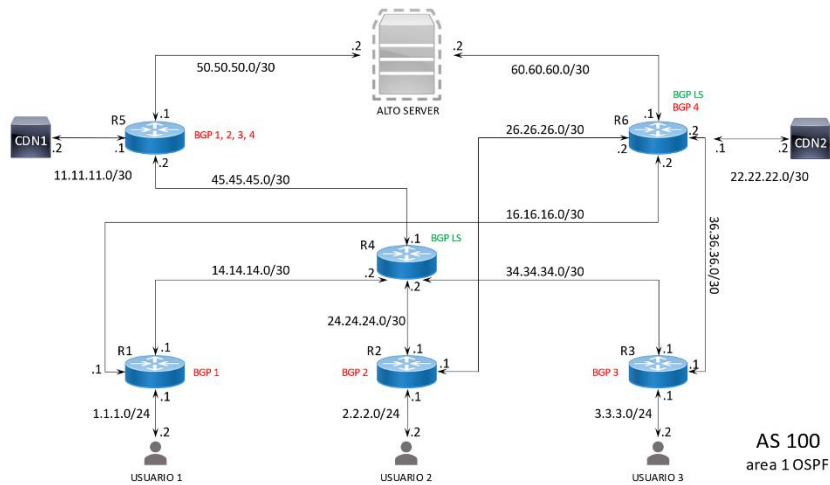 .2
.2
50.50.50.0/30
60.60.60.0/30
ALTO SERVER
BGP LS
BGP 4
R5
.1
BGP 1, 2, 3, 4
R6
.1
26.26.26.0/30
CDN1
.2
.1
.2
11.11.11.0/30
.2
.2
.2
.1
.2
CDN2
22.22.22.0/30
45.45.45.0/30
16.16.16.0/30
36.36.36.0/30
.1
R4
BGP LS
14.14.14.0/30
.2
.2
34.34.34.0/30
24.24.24.0/30
R1
.1
.1
BGP 1
R2
.1
.1
BGP 2
R3
.1
.1
BGP 3
.1
1.1.1.0/24
.2
USUARIO 1
.1
2.2.2.0/24
.2
USUARIO 2
.1
3.3.3.0/24
.2
USUARIO 3
AS 100
area 1 OSPF